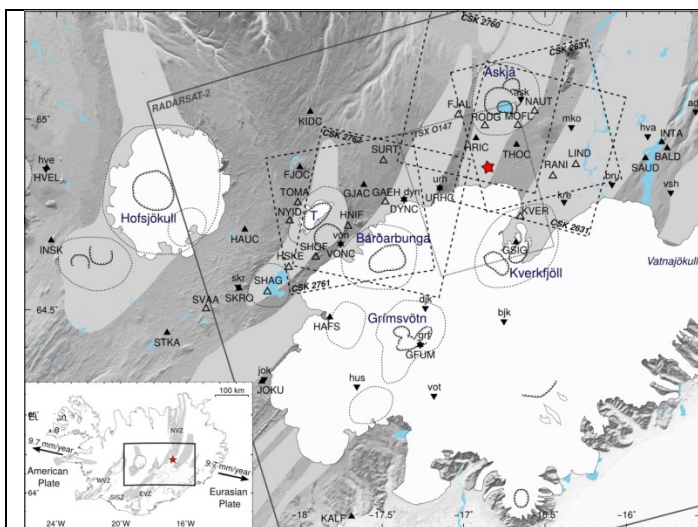 CSK 2760
CSK 2631
RADARSAT-2
Askja
ask
FJAL
NAUT
65˚
KIDC
RODG
MOFL
mko
hva
INTA
CSK 2762
TSX O147
SURT
HRIC
THOC
LIND
BALD
hve
HVEL
FJOC
RANI
SAUD
TOMA
GJAC
urh
bru
Hofsjökull
GAEH
dyn
URHC
kre
vsh
NYID
T.
DYNC
HNIF
KVER
INSK
HAUC
von
VONC
Bárðarbunga
CSK 2631
SHOF
GSIG
Vatnajökull
HSKE
Kverkfjöll
skr
SKRO
SHAG
CSK 2761
64.5˚
SVAA
djk
bjk
HAFS
Grímsvötn
STKA
grf
GFUM
jok
JOKU
hus
vot
100 km
NVZ
9.7 mm/year
9.7 mm/year
American
Plate
WVZ
SISZ
EVZ
Eurasian
Plate
64˚
KALF
24˚W
22˚W
20˚W
18˚W
16˚W
-18˚
-17.5˚
-17˚
-16.5˚
-16˚